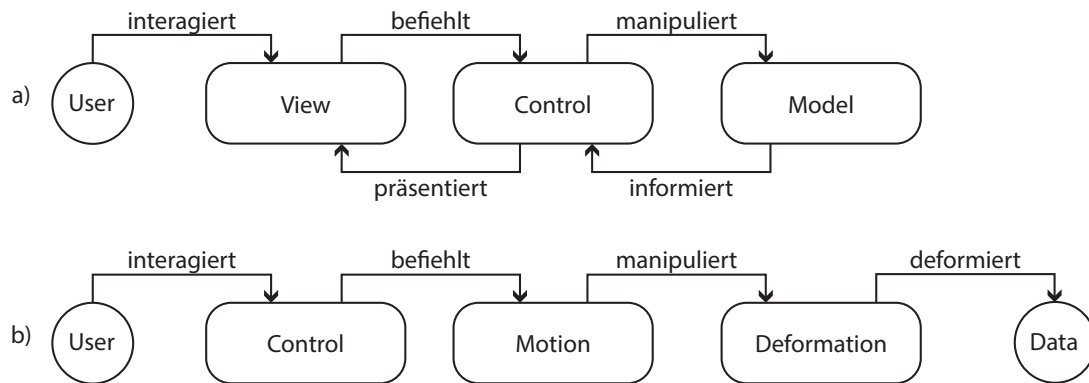 interagiert befiehlt manipuliert
a) User View Control Model
präsentiert informiert
interagiert befiehlt manipuliert deformiert
b) User Control Motion Deformation Data